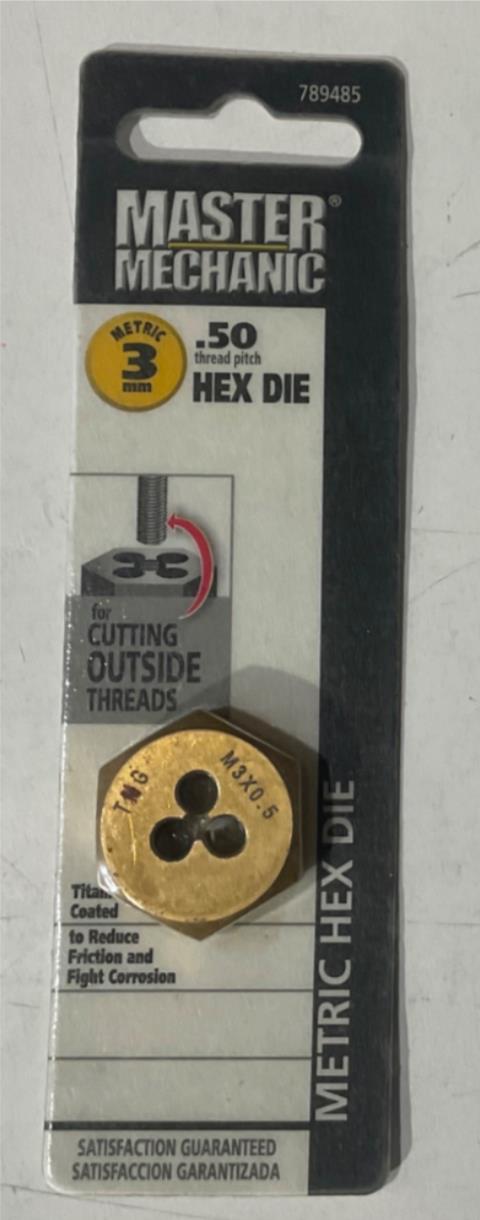 789485
MASTER®
MECHANIC
METRIC
3
mm
.50
thread pitch
HEX DIE
for
CUTTING
OUTSIDE
THREADS
TMG
M3X0.5
Coated
to Reduce
Friction and
Fight Corrosion
METRIC HEX DIE
SATISFACTION GUARANTEED
SATISFACCION GARANTIZADA